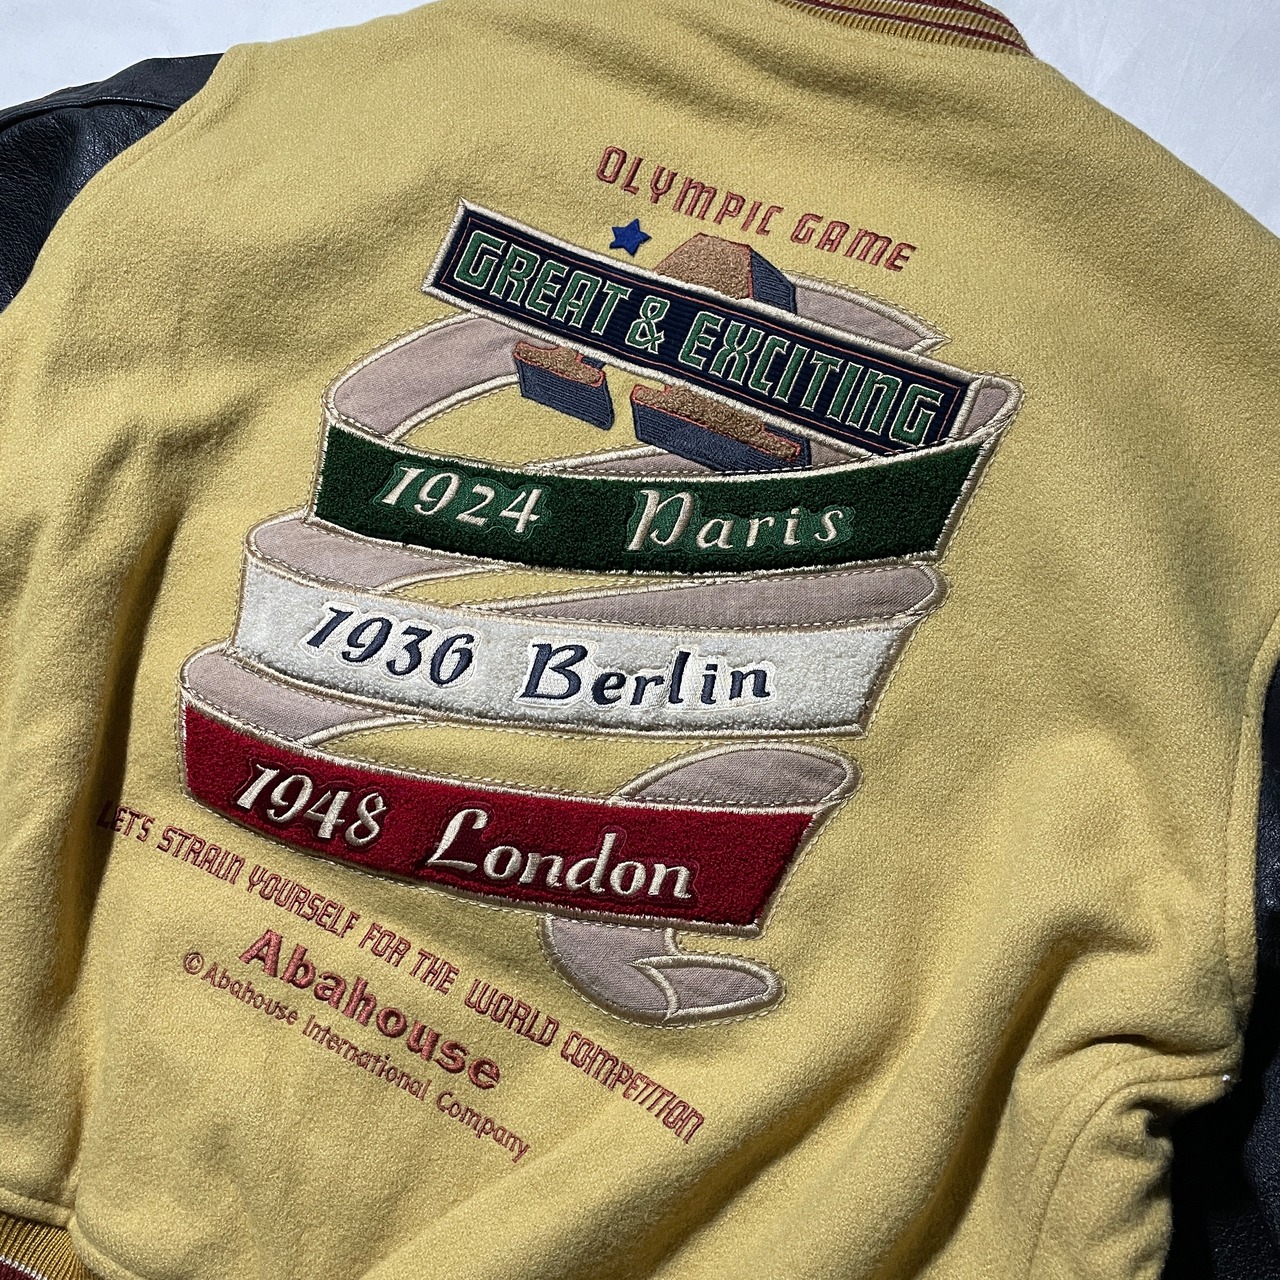 OLYMPIC GAME
GREAT & EXCITING
1924 Paris
1936 Berlin
1948 London
LET'S STRAIN YOURSELF FOR THE WORLD COMPETITION
Abahouse
© Abahouse International Company